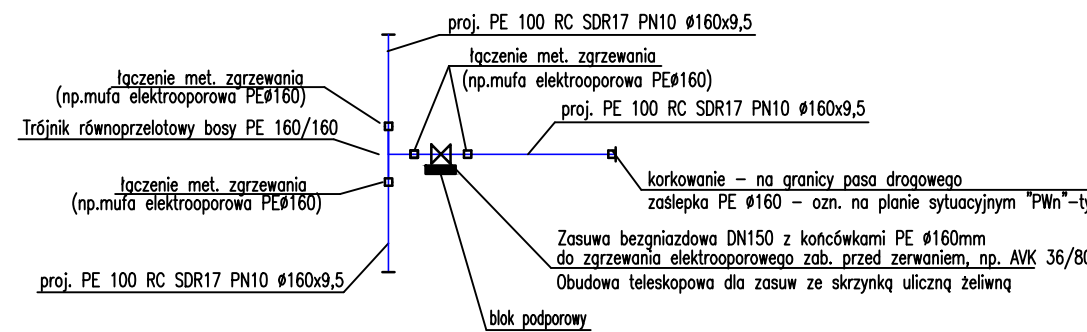 proj. PE 100 RC SDR17 PN10 ø160x9,5
łączenie met. zgrzewania
(np.mufa elektrooporowa PEø160)
łączenie met. zgrzewania
(np.mufa elektrooporowa PEø160)
proj. PE 100 RC SDR17 PN10 ø160x9,5
Trójnik równoprzelotowy bosy PE 160/160
łączenie met. zgrzewania
(np.mufa elektrooporowa PEø160)
korkowanie – na granicy pasa drogowego
zaślepka PE ø160 – ozn. na planie sytuacyjnym "PWn"-ty
Zasuwa bezgniazdowa DN150 z końcówkami PE ø160mm
do zgrzewania elektrooporowego zab. przed zerwaniem, np. AVK 36/80
Obudowa teleskopowa dla zasuw ze skrzynką uliczną żeliwną
proj. PE 100 RC SDR17 PN10 ø160x9,5
blok podporowy